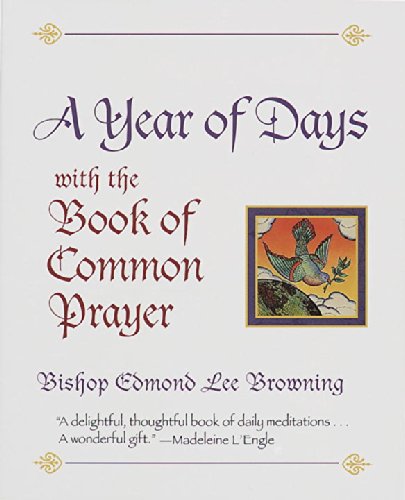 A Year of Days
with the
Book of
Common
Prayer
Bishop Edmond Lee Browning
"A delightful, thoughtful book of daily meditations . . .
A wonderful gift." —Madeleine L'Engle